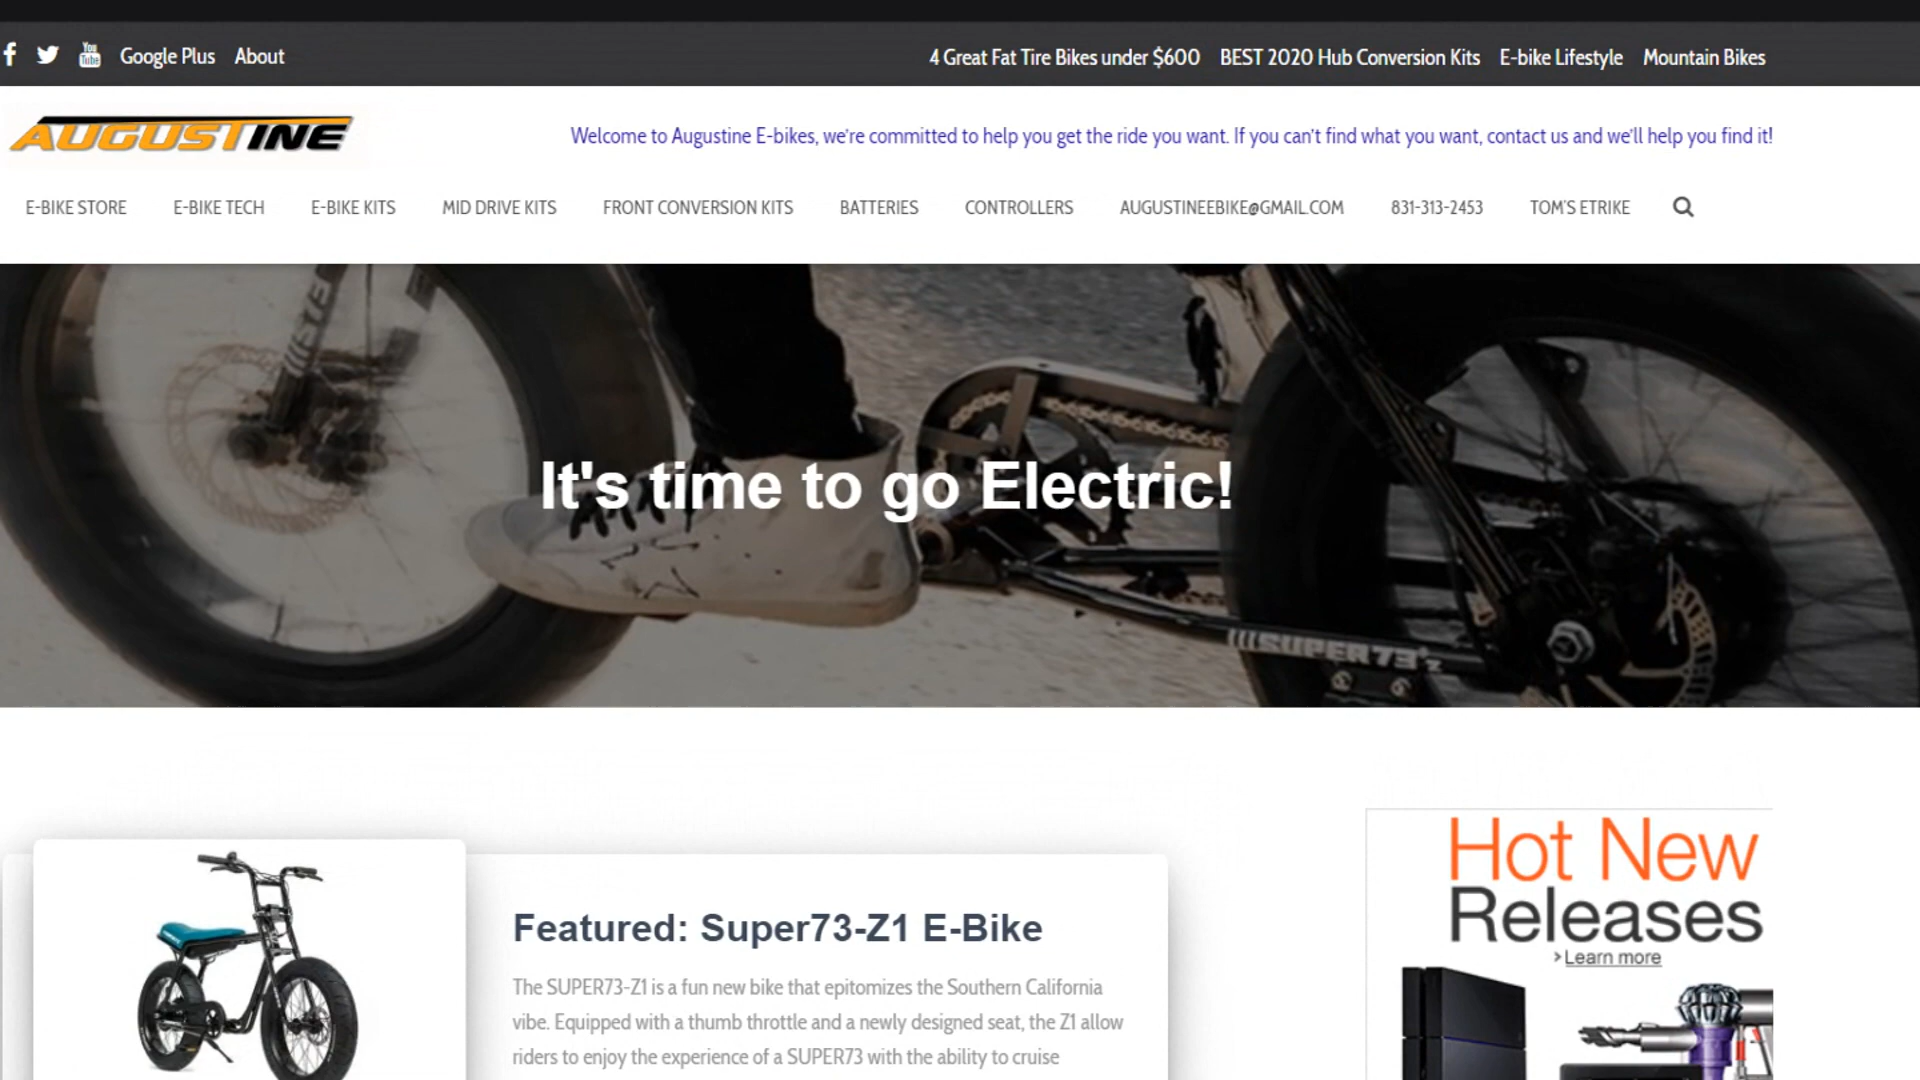 You
Tube
Google Plus About
4 Great Fat Tire Bikes under $600 BEST 2020 Hub Conversion Kits E-bike Lifestyle Mountain Bikes
AUGUSTINE
Welcome to Augustine E-bikes, we're committed to help you get the ride you want. If you can't find what you want, contact us and we'll help you find it!
E-BIKE STORE E-BIKE TECH E-BIKE KITS MID DRIVE KITS FRONT CONVERSION KITS BATTERIES CONTROLLERS AUGUSTINEEBIKE@GMAIL.COM 831-313-2453 TOM'S ETRIKE
It's time to go Electric!
SUPER73'z
Hot New
Releases
> Learn more
Featured: Super73-Z1 E-Bike
The SUPER73-Z1 is a fun new bike that epitomizes the Southern California
vibe. Equipped with a thumb throttle and a newly designed seat, the Z1 allow
riders to enjoy the experience of a SUPER73 with the ability to cruise